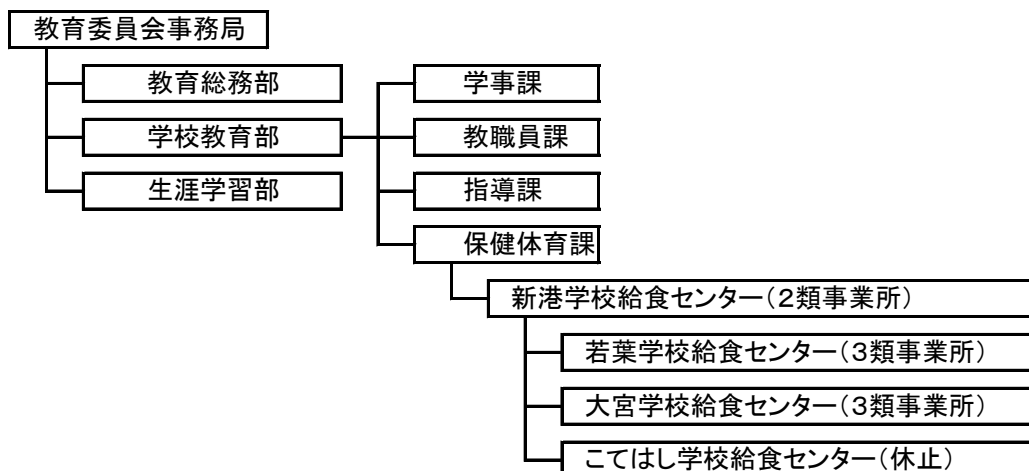 教育委員会事務局
教育総務部
学事課
学校教育部
教職員課
生涯学習部
指導課
保健体育課
新港学校給食センター（２類事業所）
若葉学校給食センター（３類事業所）
大宮学校給食センター（３類事業所）
こてはし学校給食センター（休止）